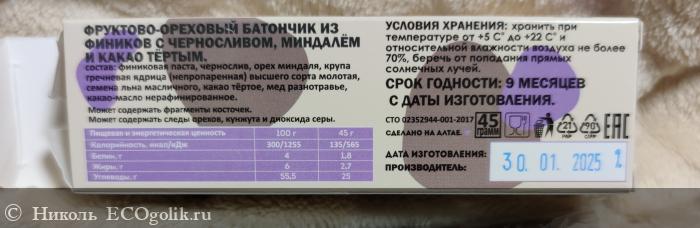 ФРУКТОВО-ОРЕХОВЫЙ БАТОНЧИК ИЗ
ФИНИКОВ С ЧЕРНОСЛИВОМ, МИНДАЛЁМ
И КАКАО ТЁРТЫМ.
состав: финиковая паста, чернослив, орех миндаля, крупа
гречневая ядрица (непропаренная) высшего сорта молотая,
семена льна масличного, какао тёртое, мед разнотравье,
какао-масло нерафинированное.
Может содержать фрагменты косточек.
Может содержать следы орехов, кунжута и диоксида серы.
Пищевая и энергетическая ценность 100 г 45 г
Калорийность, ккал/кДж 300/1255 135/565
Белки, г 4 1,8
Жиры, г 6 2,7
Углеводы, г 55,5 25
УСЛОВИЯ ХРАНЕНИЯ: хранить при
температуре от +5 С° до +22 С° и
относительной влажности воздуха не более
70%, беречь от попадания прямых
солнечных лучей.
СРОК ГОДНОСТИ: 9 МЕСЯЦЕВ
С ДАТЫ ИЗГОТОВЛЕНИЯ.
СТО 02352944-001-2017
СДЕЛАНО НА АЛТАЕ.
45
ГРАММ
21
PAP
90
C/PP
EAC
ДАТА ИЗГОТОВЛЕНИЯ:
ПРОИЗВОДИТЕЛЬ:
30. 01. 2025
© Николь ECOgolik.ru